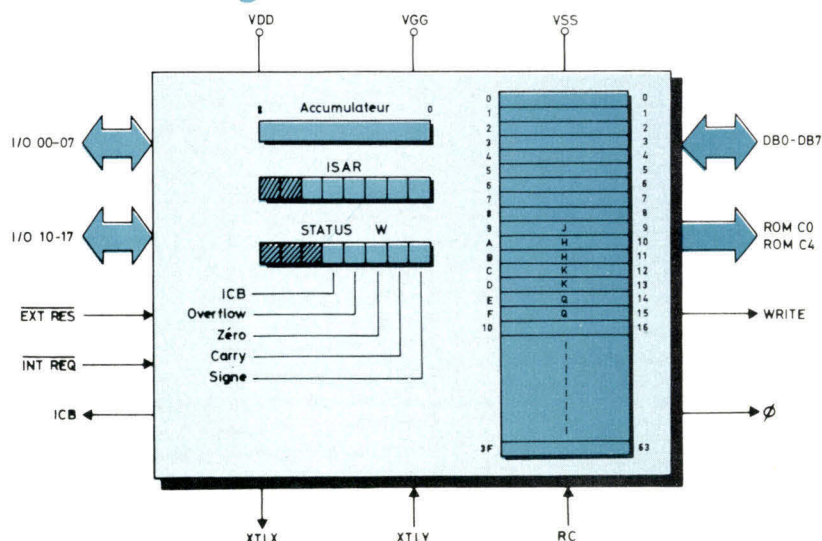 VDD VGG VSS
8 Accumulateur 0
ISAR
STATUS W
ICB
Overflow
Zéro
Carry
Signe
I/O 00-07
I/O 10-17
EXT RES
INT REQ
ICB
0 0
1 1
2 2
3 3
4 4
5 5
6 6
7 7
8 8
9 J 9
A H 10
B H 11
C K 12
D K 13
E Q 14
F Q 15
10 16
3F 63
DB0-DB7
ROM C0
ROM C4
WRITE
Ø
XTLX XTLY RC